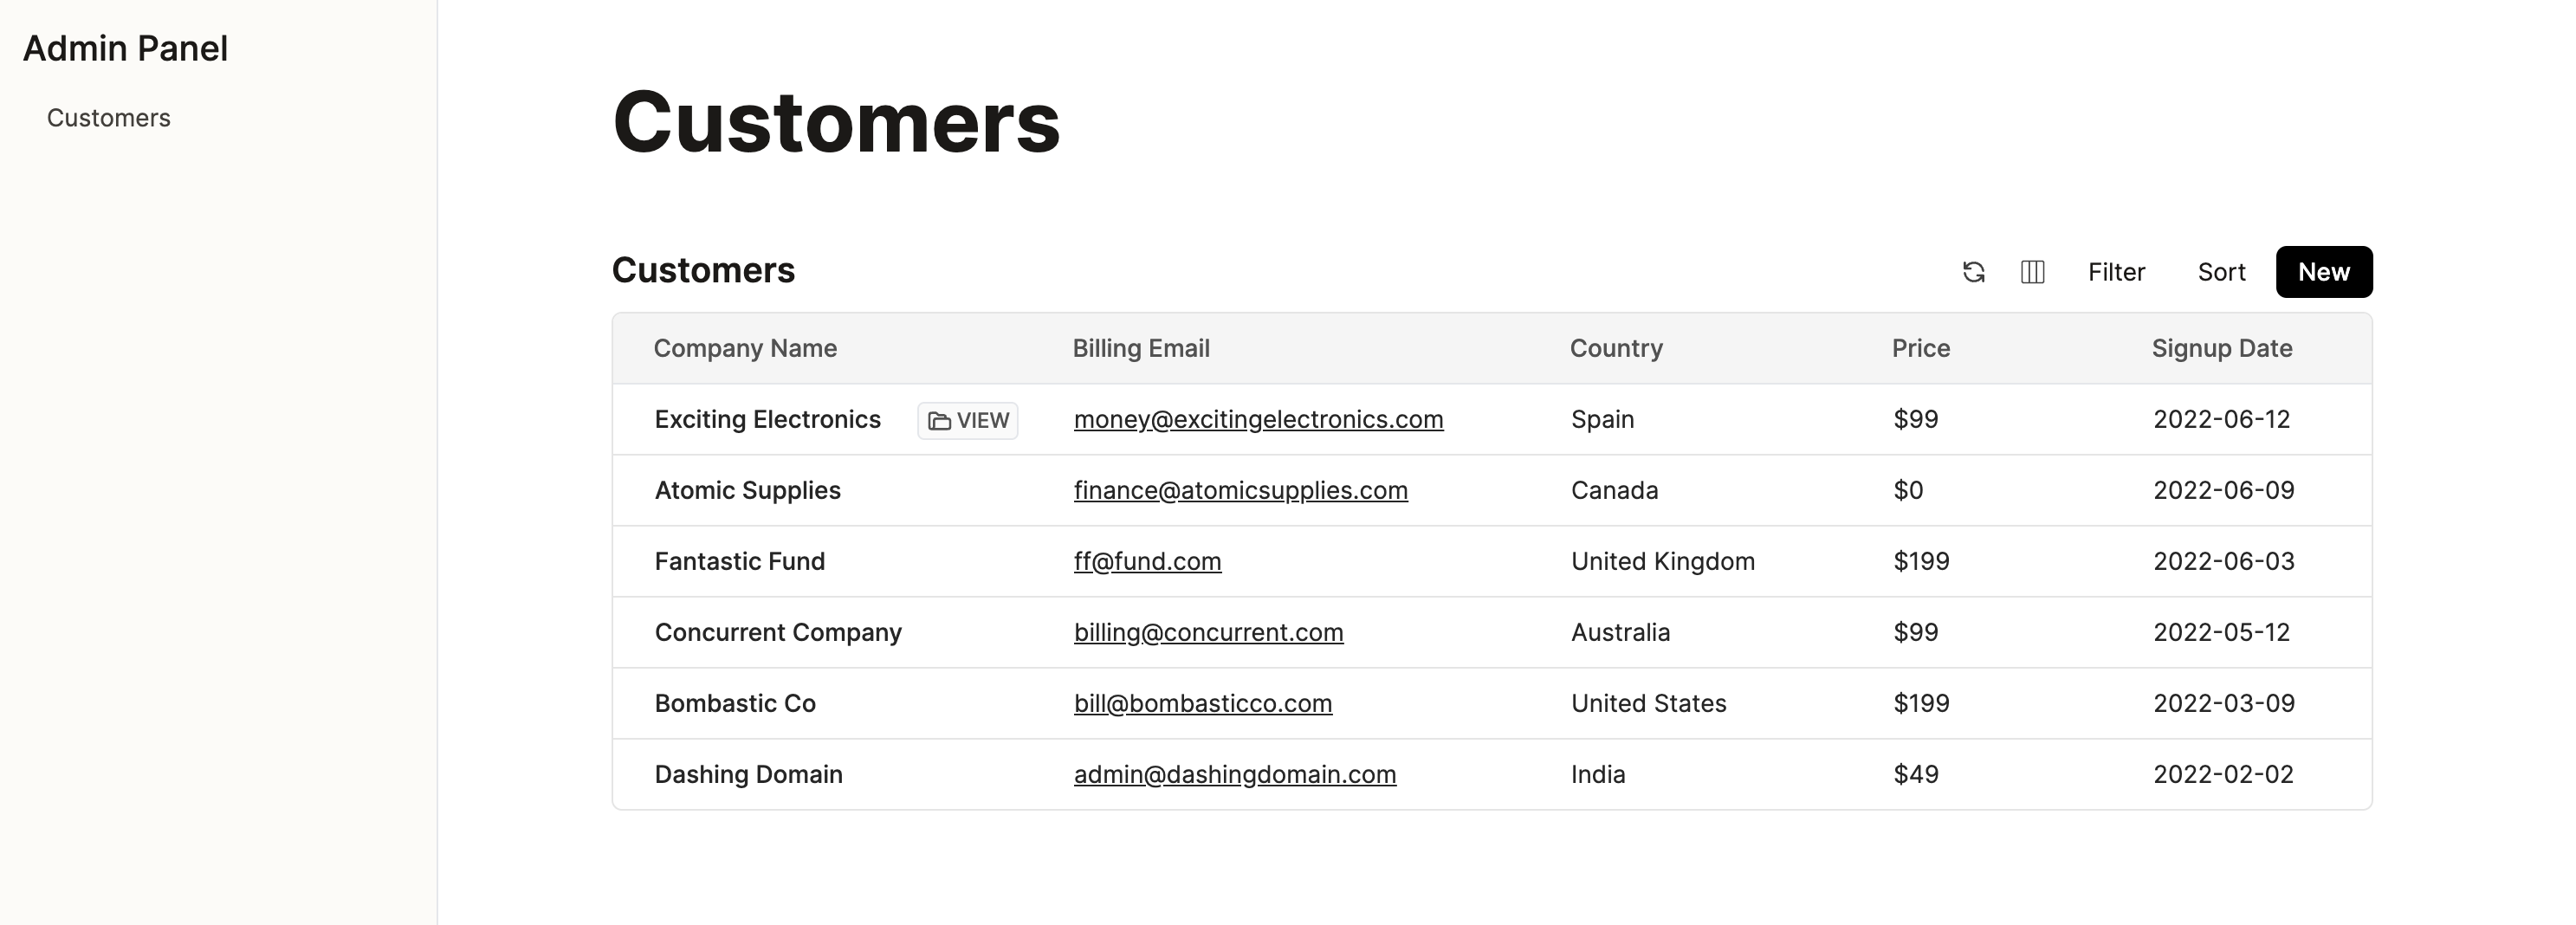 Admin Panel
Customers
Customers
Customers Filter Sort New
Company Name Billing Email Country Price Signup Date
Exciting Electronics VIEW money@excitingelectronics.com Spain $99 2022-06-12
Atomic Supplies finance@atomicsupplies.com Canada $0 2022-06-09
Fantastic Fund ff@fund.com United Kingdom $199 2022-06-03
Concurrent Company billing@concurrent.com Australia $99 2022-05-12
Bombastic Co bill@bombasticco.com United States $199 2022-03-09
Dashing Domain admin@dashingdomain.com India $49 2022-02-02